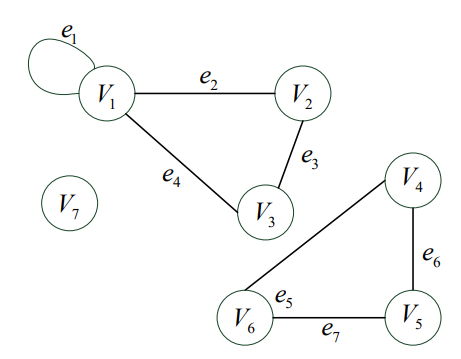 e₁
e₂
V₁
V₂
e₃
e₄
V₄
V₇
V₃
e₆
e₅
V₆
V₅
e₇